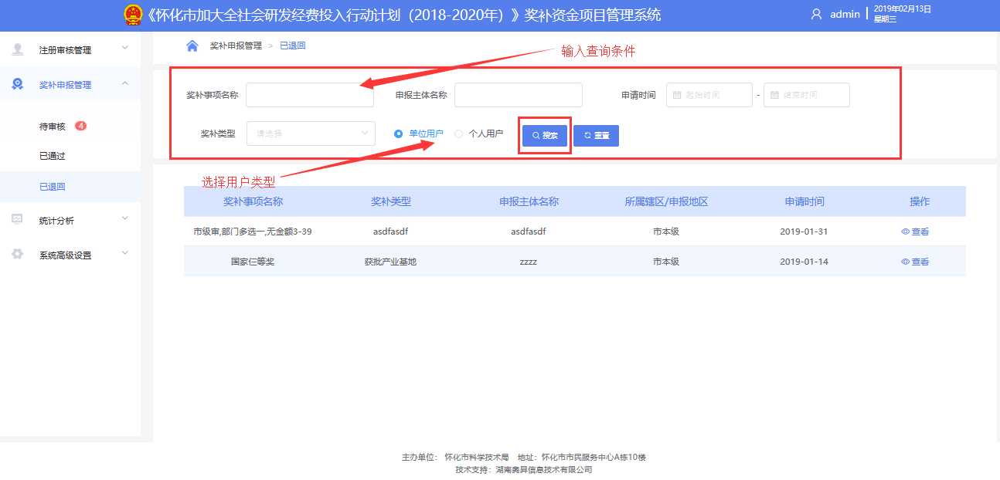 《怀化市加大全社会研发经费投入行动计划（2018-2020年）》奖补资金项目管理系统
admin
2019年02月13日
星期三
注册审核管理
奖补申报管理
待审核 4
已通过
已退回
统计分析
系统高级设置
奖补申报管理 > 已退回
输入查询条件
奖补事项名称 申报主体名称 申请时间 起始时间 - 结束时间
奖补类型 请选择 单位用户 个人用户 搜索 重置
选择用户类型
奖补事项名称 奖补类型 申报主体名称 所属辖区/申报地区 申请时间 操作
市级审,部门多选一,无金额3-39 asdfasdf asdfasdf 市本级 2019-01-31 查看
国家仨等奖 获批产业基地 zzzz 市本级 2019-01-14 查看
主办单位： 怀化市科学技术局 地址：怀化市市民服务中心A栋10楼
技术支持：湖南奥昇信息技术有限公司